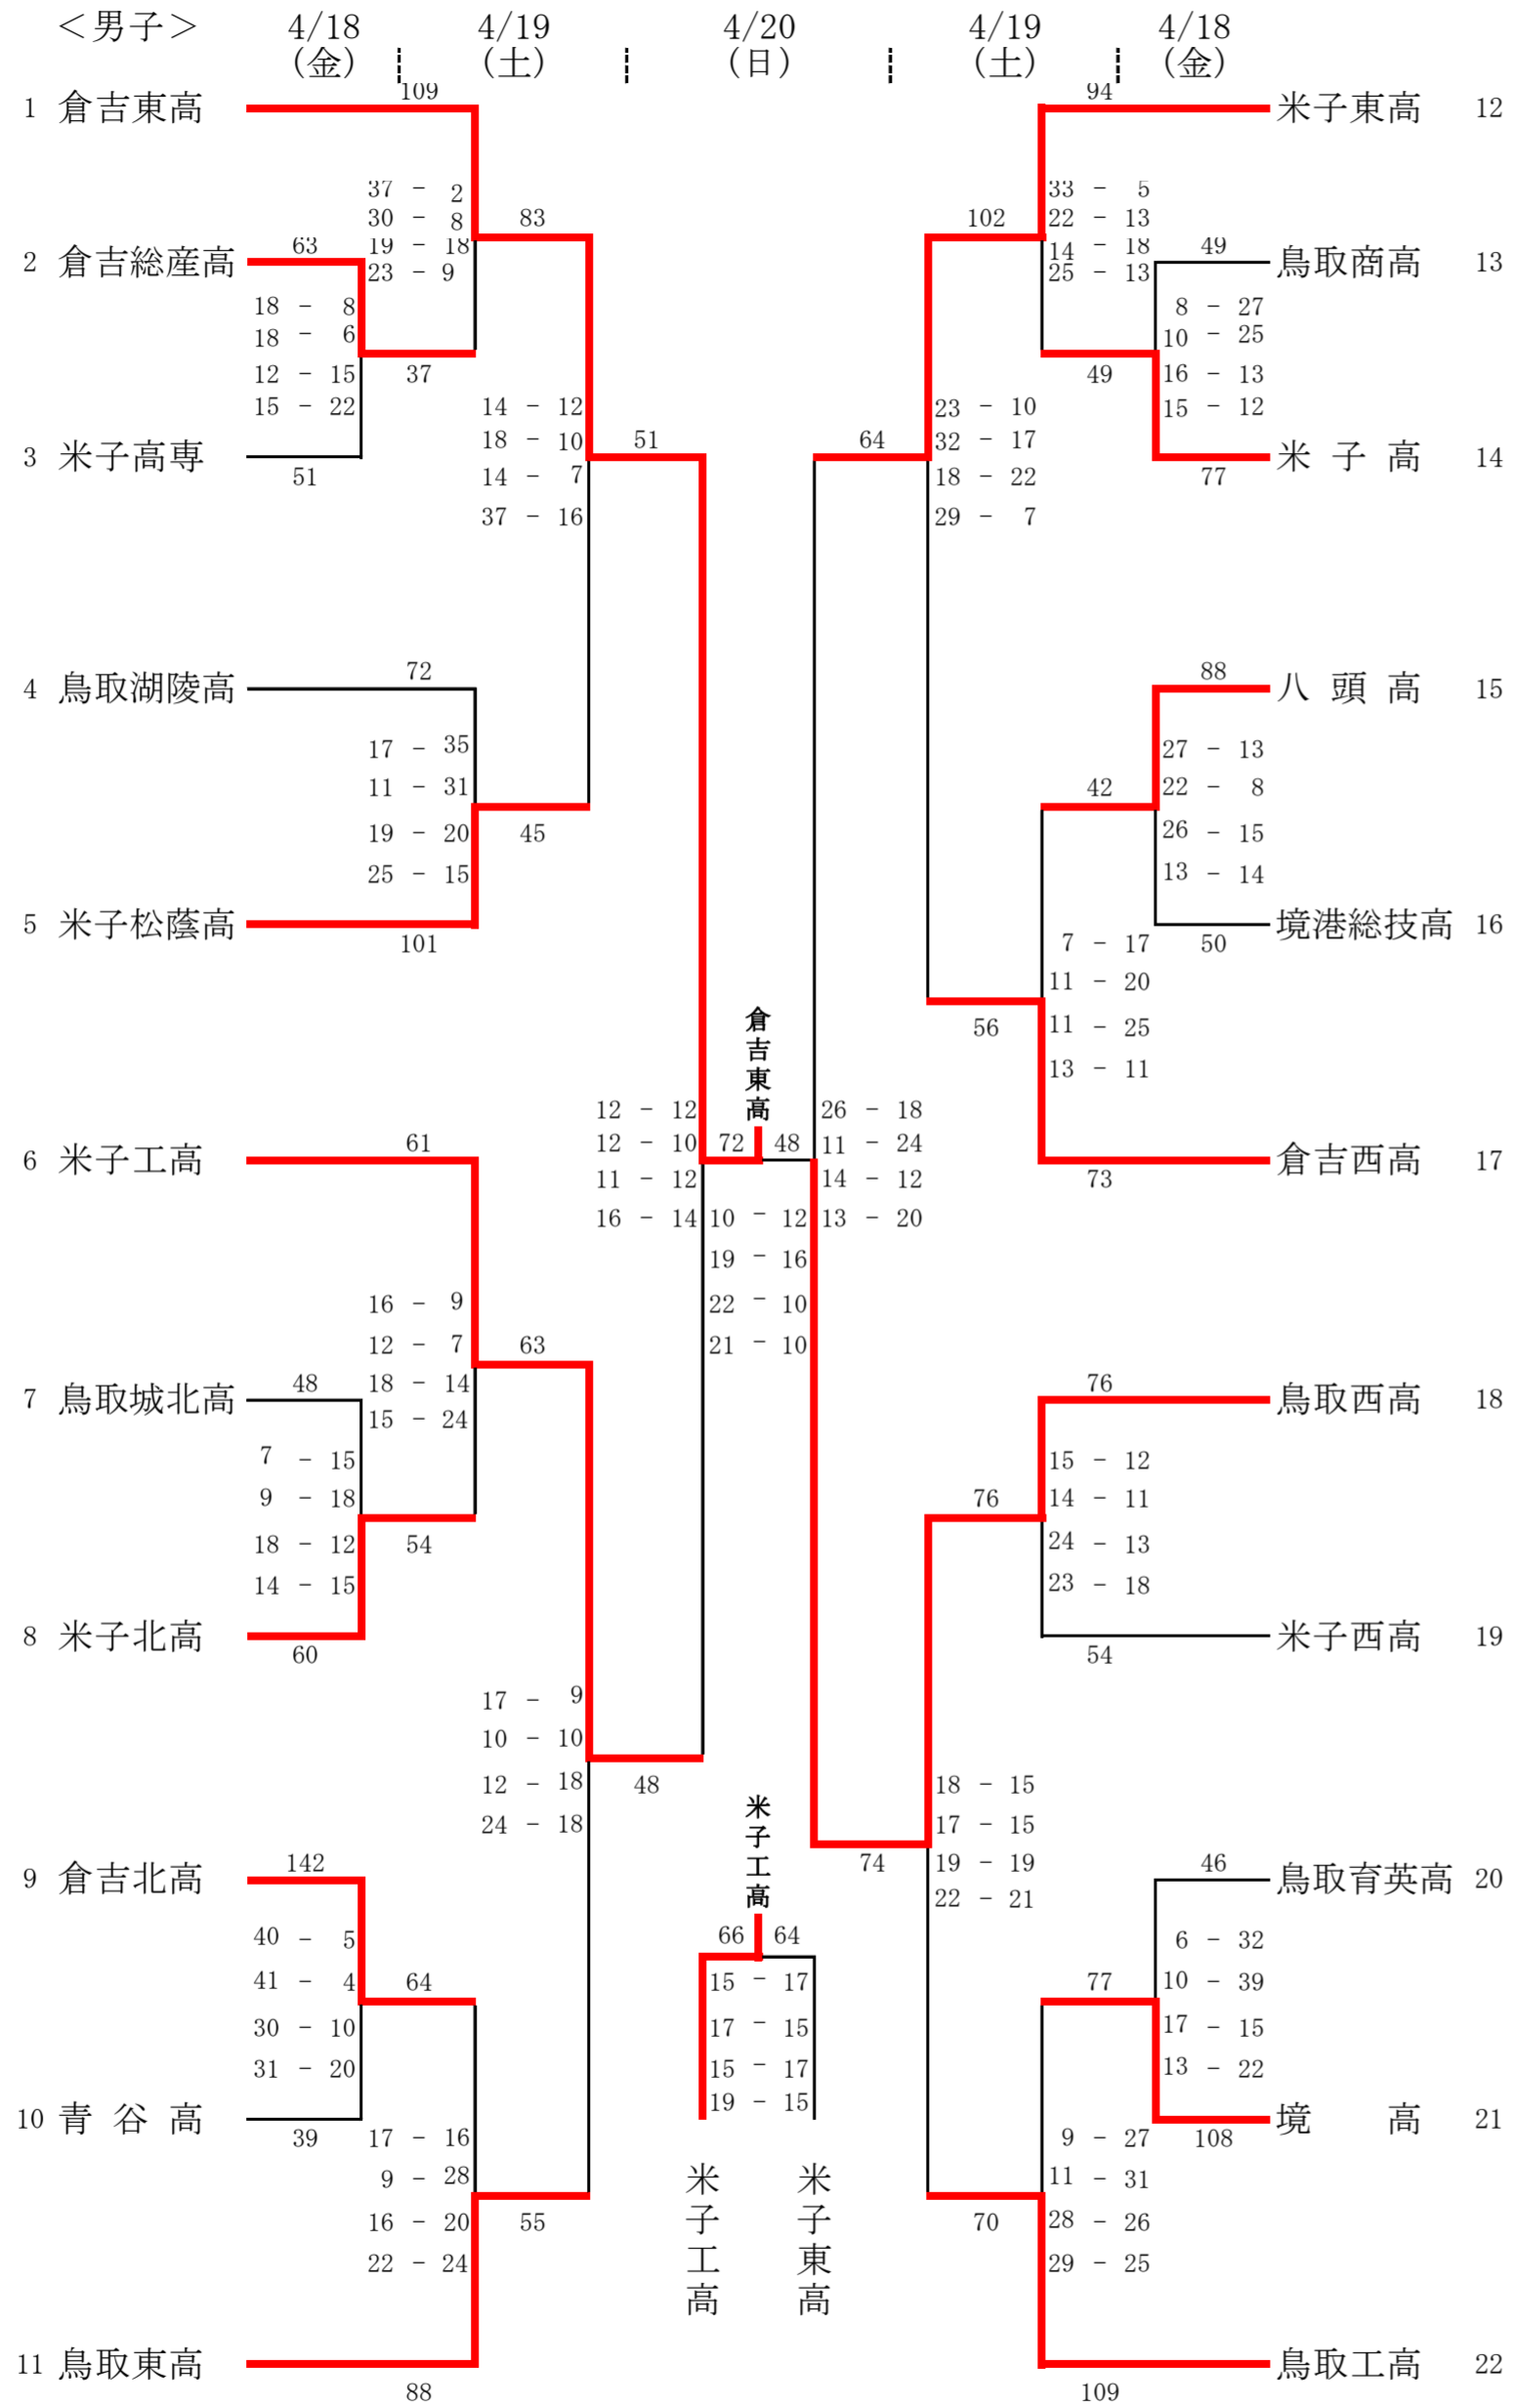 ＜男子＞ 4/18 4/19 4/20 4/19 4/18
(金) (土) (日) (土) (金)
109 94
1 倉吉東高 米子東高 12
37 - 2 33 - 5
30 - 8 83 102 22 - 13
2 倉吉総産高 63 19 - 18 14 - 18 49 鳥取商高 13
23 - 9 25 - 13
18 - 8 8 - 27
18 - 6 10 - 25
12 - 15 37 49 16 - 13
15 - 22 14 - 12 23 - 10 15 - 12
18 - 10 51 64 32 - 17
3 米子高専 米子高 14
51 14 - 7 18 - 22 77
37 - 16 29 - 7
72 88
4 鳥取湖陵高 八頭高 15
17 - 35 27 - 13
11 - 31 42 22 - 8
19 - 20 45 26 - 15
25 - 15 13 - 14
5 米子松蔭高 境港総技高 16
101 7 - 17 50
11 - 20
倉吉東高
56 11 - 25
13 - 11
12 - 12 26 - 18
61 12 - 10 72 48 11 - 24
6 米子工高 倉吉西高 17
11 - 12 14 - 12 73
16 - 14 10 - 12 13 - 20
19 - 16
16 - 9 22 - 10
12 - 7 63 21 - 10
48 18 - 14 76
7 鳥取城北高 鳥取西高 18
15 - 24
7 - 15 15 - 12
9 - 18 76 14 - 11
18 - 12 54 24 - 13
14 - 15 23 - 18
8 米子北高 米子西高 19
60 54
17 - 9
10 - 10
12 - 18 48 18 - 15
24 - 18 17 - 15
米子工高
142 74 19 - 19 46
9 倉吉北高 鳥取育英高 20
22 - 21
40 - 5 66 64 6 - 32
41 - 4 64 15 - 17 77 10 - 39
30 - 10 17 - 15 17 - 15
31 - 20 15 - 17 13 - 22
19 - 15
10 青谷高 境高 21
39 17 - 16 9 - 27 108
9 - 28 11 - 31
16 - 20 55 70 28 - 26
22 - 24 29 - 25
米子工高 米子東高
11 鳥取東高 鳥取工高 22
88 109